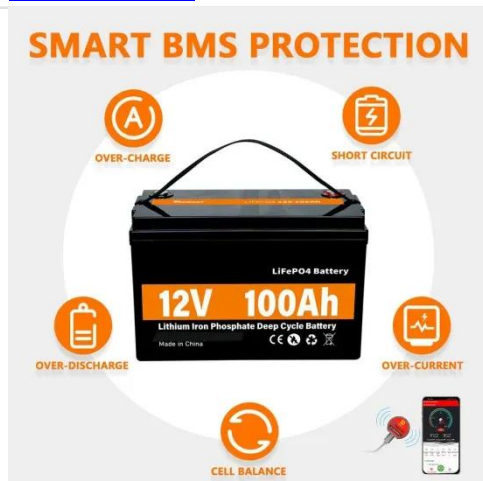 SMART BMS PROTECTION
OVER-CHARGE
SHORT CIRCUIT
LiFePO4 Battery
12V 100Ah
Lithium Iron Phosphate Deep Cycle Battery
Made in China
CE
OVER-DISCHARGE
OVER-CURRENT
CELL BALANCE